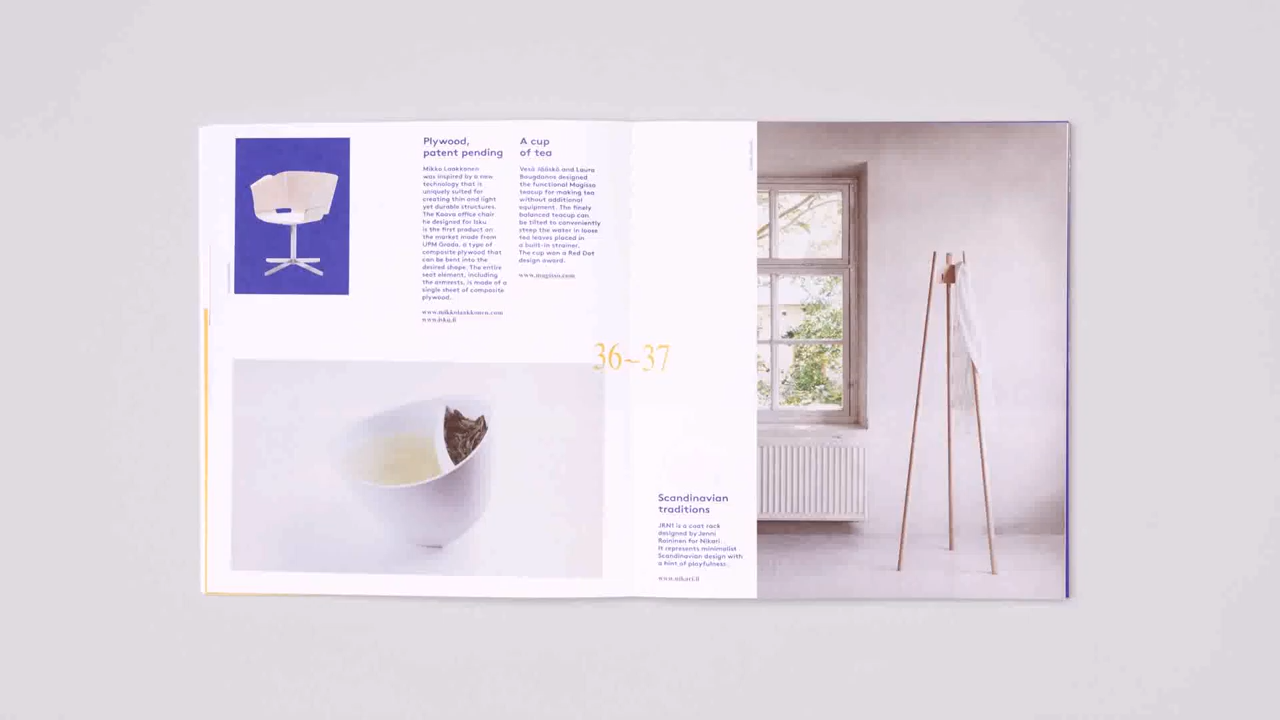 Plywood,
patent pending
Mikko Laakkonen
was inspired by a new
technology that is
uniquely suited for
creating thin and light
yet durable structures.
The Kaava office chair
he designed for Isku
is the first product on
the market made from
UPM Grada, a type of
composite plywood that
can be bent into the
desired shape. The entire
seat element, including
the armrests, is made of a
single sheet of composite
plywood.
www.mikkolaakkonen.com
www.isku.fi
A cup
of tea
Vesa Jääskö and Laura
Bougdanos designed
the functional Magisso
teacup for making tea
without additional
equipment. The finely
balanced teacup can
be tilted to conveniently
steep the water in loose
tea leaves placed in
a built-in strainer.
The cup won a Red Dot
design award.
www.magisso.com
36–37
Scandinavian
traditions
JRN1 is a coat rack
designed by Jenni
Roininen for Nikari.
It represents minimalist
Scandinavian design with
a hint of playfulness.
www.nikari.fi